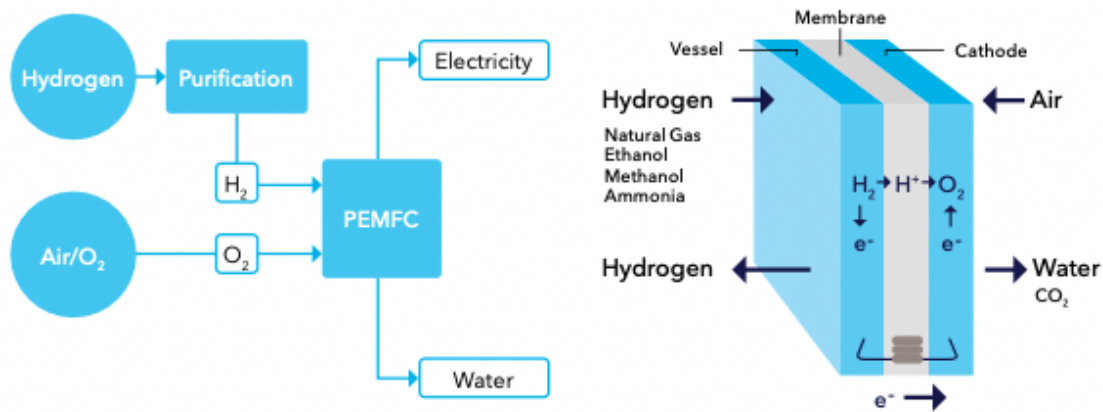 Hydrogen
Purification
Electricity
H₂
PEMFC
O₂
Air/O₂
Water
Membrane
Vessel
Cathode
Hydrogen
Air
Natural Gas
Ethanol
Methanol
Ammonia
H₂ H⁺ O₂
e⁻ e⁻
Hydrogen
Water
CO₂
e⁻